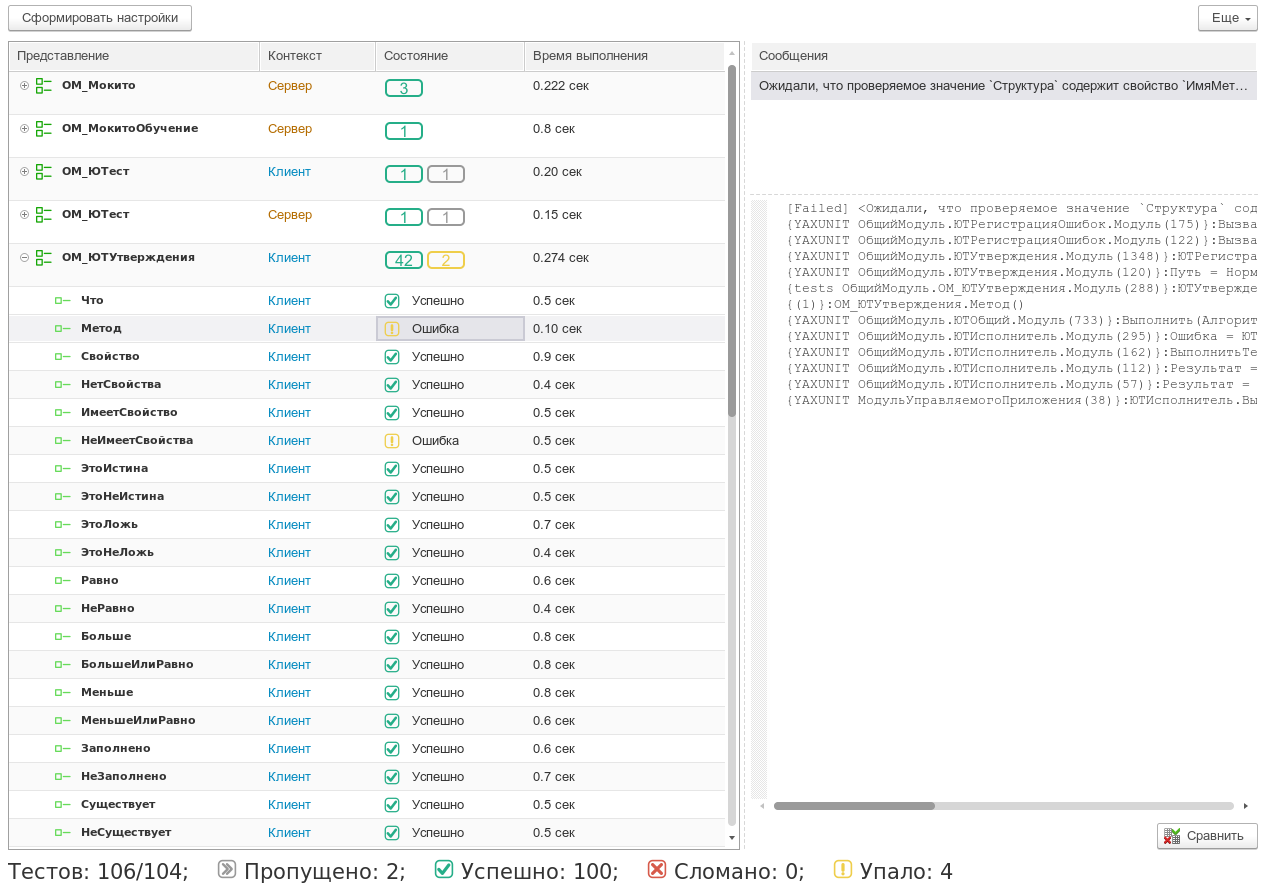 Сформировать настройки
Еще
Представление Контекст Состояние Время выполнения
ОМ_Мокито Сервер 3 0.222 сек
ОМ_МокитоОбучение Сервер 1 0.8 сек
ОМ_ЮТест Клиент 1 1 0.20 сек
ОМ_ЮТест Сервер 1 1 0.15 сек
ОМ_ЮТУтверждения Клиент 42 2 0.274 сек
Что Клиент Успешно 0.5 сек
Метод Клиент Ошибка 0.10 сек
Свойство Клиент Успешно 0.9 сек
НетСвойства Клиент Успешно 0.4 сек
ИмеетСвойство Клиент Успешно 0.5 сек
НеИмеетСвойства Клиент Ошибка 0.5 сек
ЭтоИстина Клиент Успешно 0.5 сек
ЭтоНеИстина Клиент Успешно 0.5 сек
ЭтоЛожь Клиент Успешно 0.7 сек
ЭтоНеЛожь Клиент Успешно 0.4 сек
Равно Клиент Успешно 0.6 сек
НеРавно Клиент Успешно 0.4 сек
Больше Клиент Успешно 0.8 сек
БольшеИлиРавно Клиент Успешно 0.8 сек
Меньше Клиент Успешно 0.8 сек
МеньшеИлиРавно Клиент Успешно 0.6 сек
Заполнено Клиент Успешно 0.6 сек
НеЗаполнено Клиент Успешно 0.7 сек
Существует Клиент Успешно 0.5 сек
НеСуществует Клиент Успешно 0.5 сек
Сообщения
Ожидали, что проверяемое значение `Структура` содержит свойство `ИмяМет…
[Failed] <Ожидали, что проверяемое значение `Структура` сод
{YAXUNIT ОбщийМодуль.ЮТРегистрацияОшибок.Модуль(175)}:Вызва
{YAXUNIT ОбщийМодуль.ЮТРегистрацияОшибок.Модуль(122)}:Вызва
{YAXUNIT ОбщийМодуль.ЮТУтверждения.Модуль(1348)}:ЮТРегистра
{YAXUNIT ОбщийМодуль.ЮТУтверждения.Модуль(120)}:Путь = Норм
{tests ОбщийМодуль.ОМ_ЮТУтверждения.Модуль(288)}:ЮТУтвержде
{(1)}:ОМ_ЮТУтверждения.Метод()
{YAXUNIT ОбщийМодуль.ЮТОбщий.Модуль(733)}:Выполнить(Алгорит
{YAXUNIT ОбщийМодуль.ЮТИсполнитель.Модуль(295)}:Ошибка = ЮТ
{YAXUNIT ОбщийМодуль.ЮТИсполнитель.Модуль(162)}:ВыполнитьТе
{YAXUNIT ОбщийМодуль.ЮТИсполнитель.Модуль(112)}:Результат =
{YAXUNIT ОбщийМодуль.ЮТИсполнитель.Модуль(57)}:Результат =
{YAXUNIT МодульУправляемогоПриложения(38)}:ЮТИсполнитель.Вы
Сравнить
Тестов: 106/104; Пропущено: 2; Успешно: 100; Сломано: 0; Упало: 4